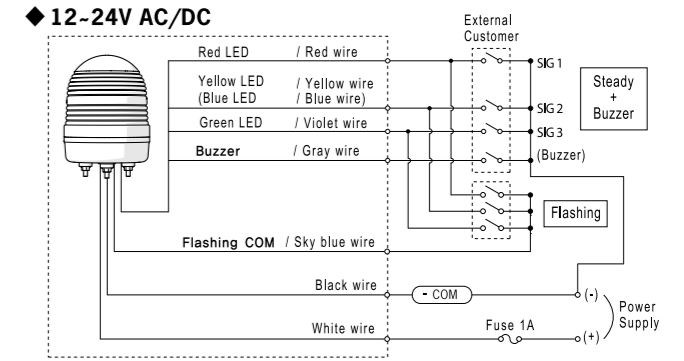 ◆ 12~24V AC/DC
External
Customer
Red LED / Red wire
SIG 1
Yellow LED / Yellow wire
(Blue LED / Blue wire)
SIG 2
Green LED / Violet wire
SIG 3
Buzzer / Gray wire
(Buzzer)
Steady
+
Buzzer
Flashing
Flashing COM / Sky blue wire
Black wire
- COM
(-)
Power
Supply
White wire
Fuse 1A
(+)